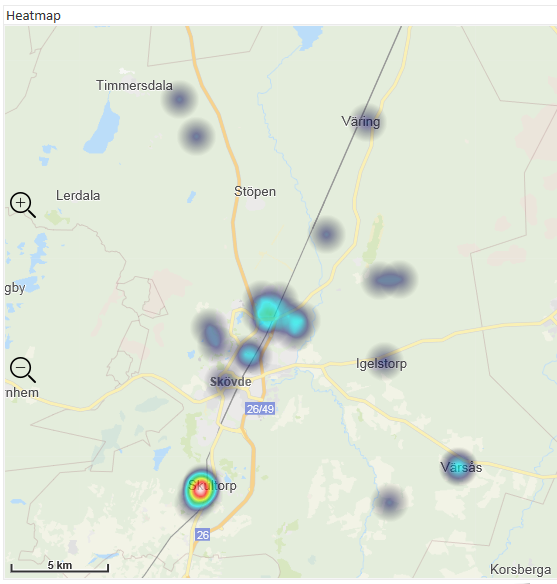 Heatmap
Timmersdala
Väring
Lerdala
Stöpen
gby
Igelstorp
Skövde
nhem
26/49
Värsås
Skultorp
26
5 km
Korsberga